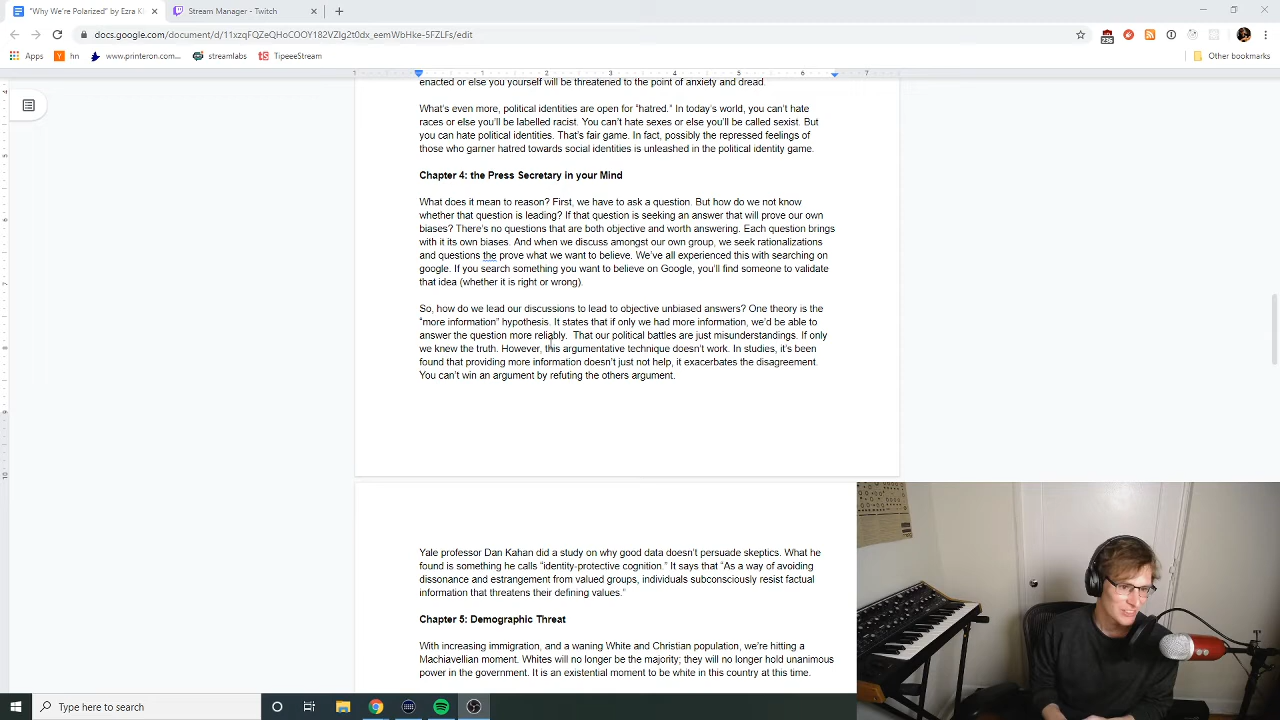 "Why We're Polarized" by Ezra Kl
Stream Manager - Twitch
docs.google.com/document/d/11xzqFQZeQHoCOOY182VZIg2t0dx_eemWbHke-5FZLFs/edit
236
Apps
hn
www.printeron.com...
streamlabs
TipeeeStream
Other bookmarks
1 1 2 3 4 5 6 7
enacted or else you yourself will be threatened to the point of anxiety and dread.
What's even more, political identities are open for "hatred." In today's world, you can't hate
races or else you'll be labelled racist. You can't hate sexes or else you'll be called sexist. But
you can hate political identities. That's fair game. In fact, possibly the repressed feelings of
those who garner hatred towards social identities is unleashed in the political identity game.
Chapter 4: the Press Secretary in your Mind
What does it mean to reason? First, we have to ask a question. But how do we not know
whether that question is leading? If that question is seeking an answer that will prove our own
biases? There's no questions that are both objective and worth answering. Each question brings
with it its own biases. And when we discuss amongst our own group, we seek rationalizations
and questions the prove what we want to believe. We've all experienced this with searching on
google. If you search something you want to believe on Google, you'll find someone to validate
that idea (whether it is right or wrong).
So, how do we lead our discussions to lead to objective unbiased answers? One theory is the
"more information" hypothesis. It states that if only we had more information, we'd be able to
answer the question more reliably.  That our political battles are just misunderstandings. If only
we knew the truth. However, this argumentative technique doesn't work. In studies, it's been
found that providing more information doesn't just not help, it exacerbates the disagreement.
You can't win an argument by refuting the others argument.
Yale professor Dan Kahan did a study on why good data doesn't persuade skeptics. What he
found is something he calls "identity-protective cognition." It says that "As a way of avoiding
dissonance and estrangement from valued groups, individuals subconsciously resist factual
information that threatens their defining values."
Chapter 5: Demographic Threat
With increasing immigration, and a waning White and Christian population, we're hitting a
Machiavellian moment. Whites will no longer be the majority; they will no longer hold unanimous
power in the government. It is an existential moment to be white in this country at this time.
Type here to search